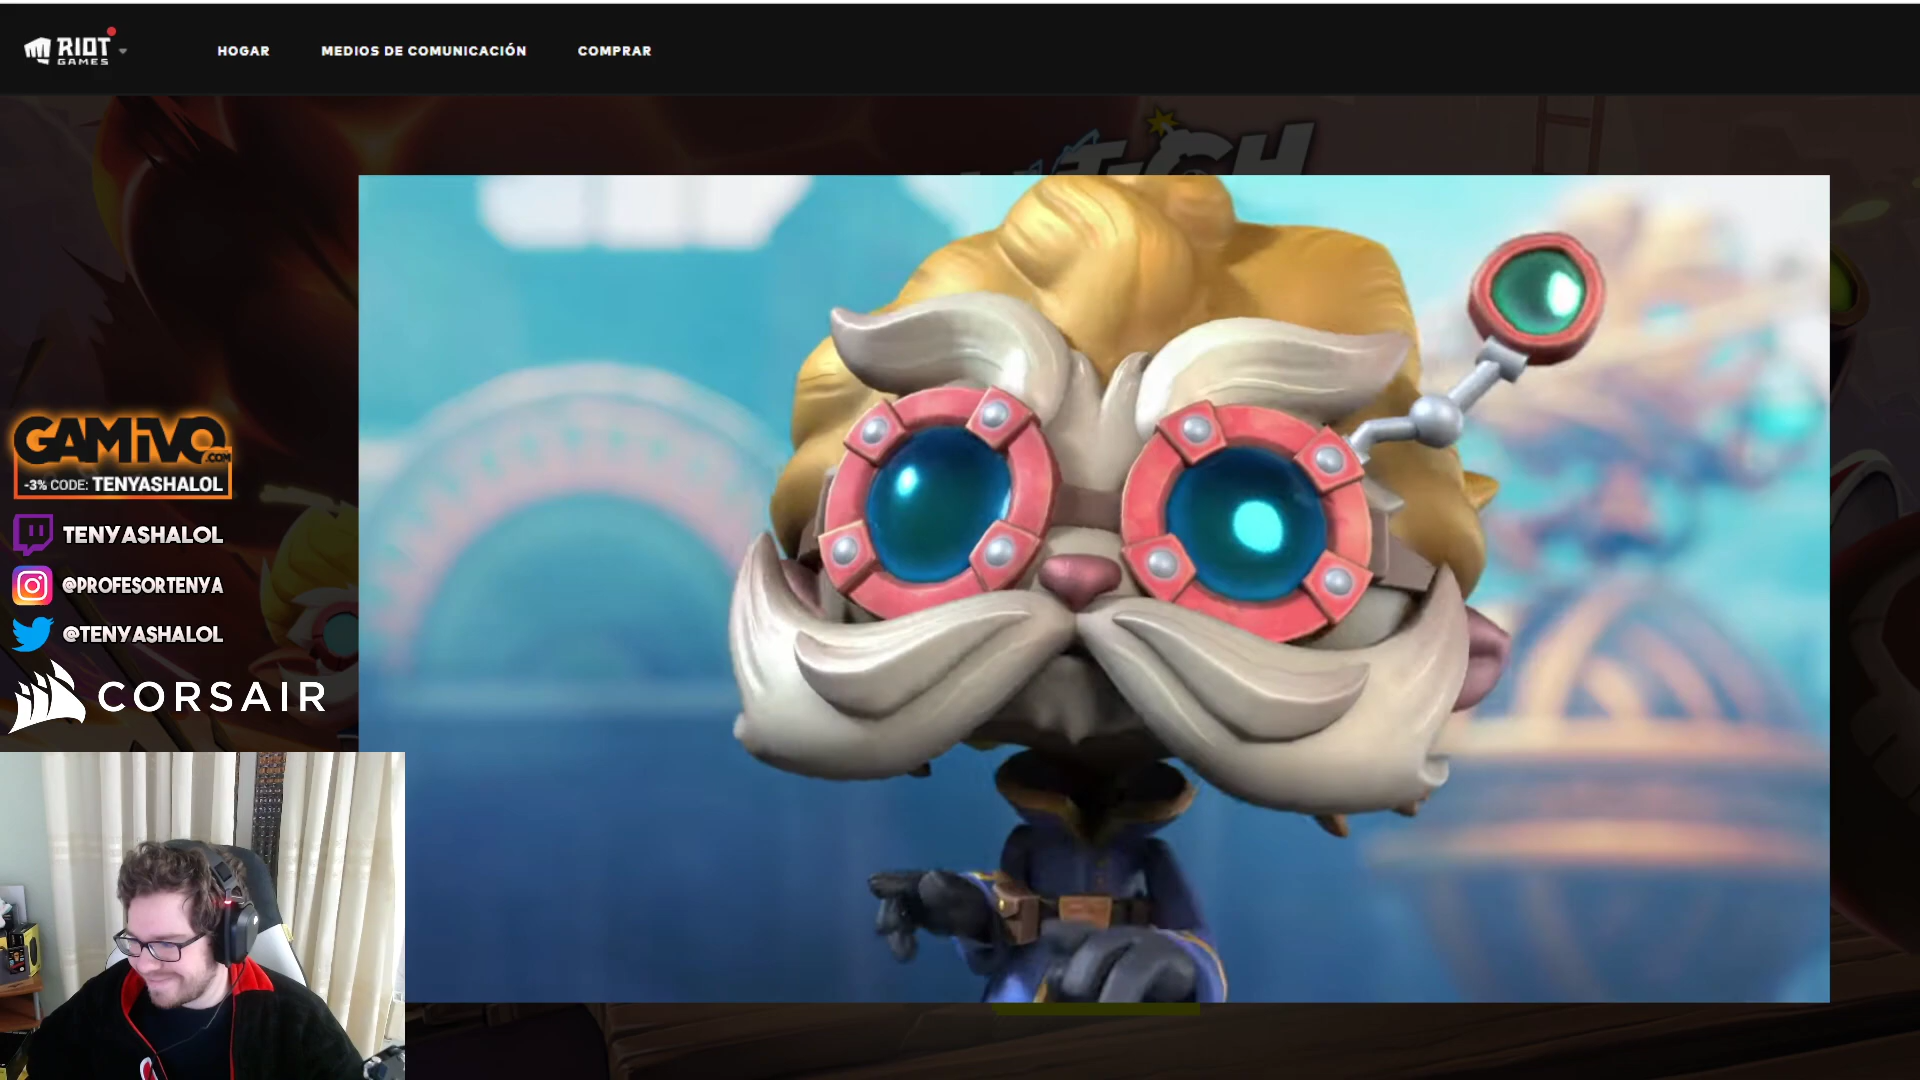 RIOT
GAMES
HOGAR
MEDIOS DE COMUNICACIÓN
COMPRAR
GAMIVO.COM
-3% CODE: TENYASHALOL
TENYASHALOL
@PROFESORTENYA
@TENYASHALOL
CORSAIR